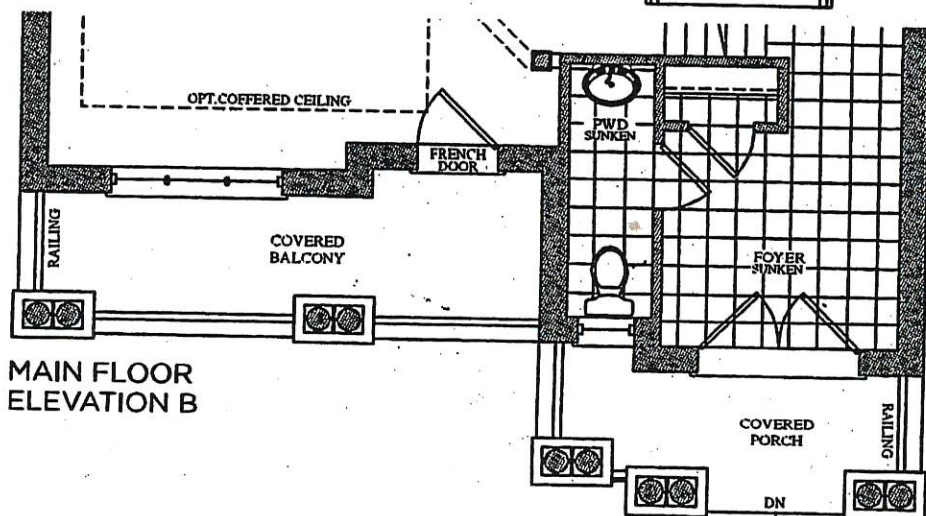 OPT.COFFERED CEILING
PWD
SUNKEN
FRENCH
DOOR
RAILING
COVERED
BALCONY
FOYER
SUNKEN
MAIN FLOOR
ELEVATION B
COVERED
PORCH
RAILING
DN